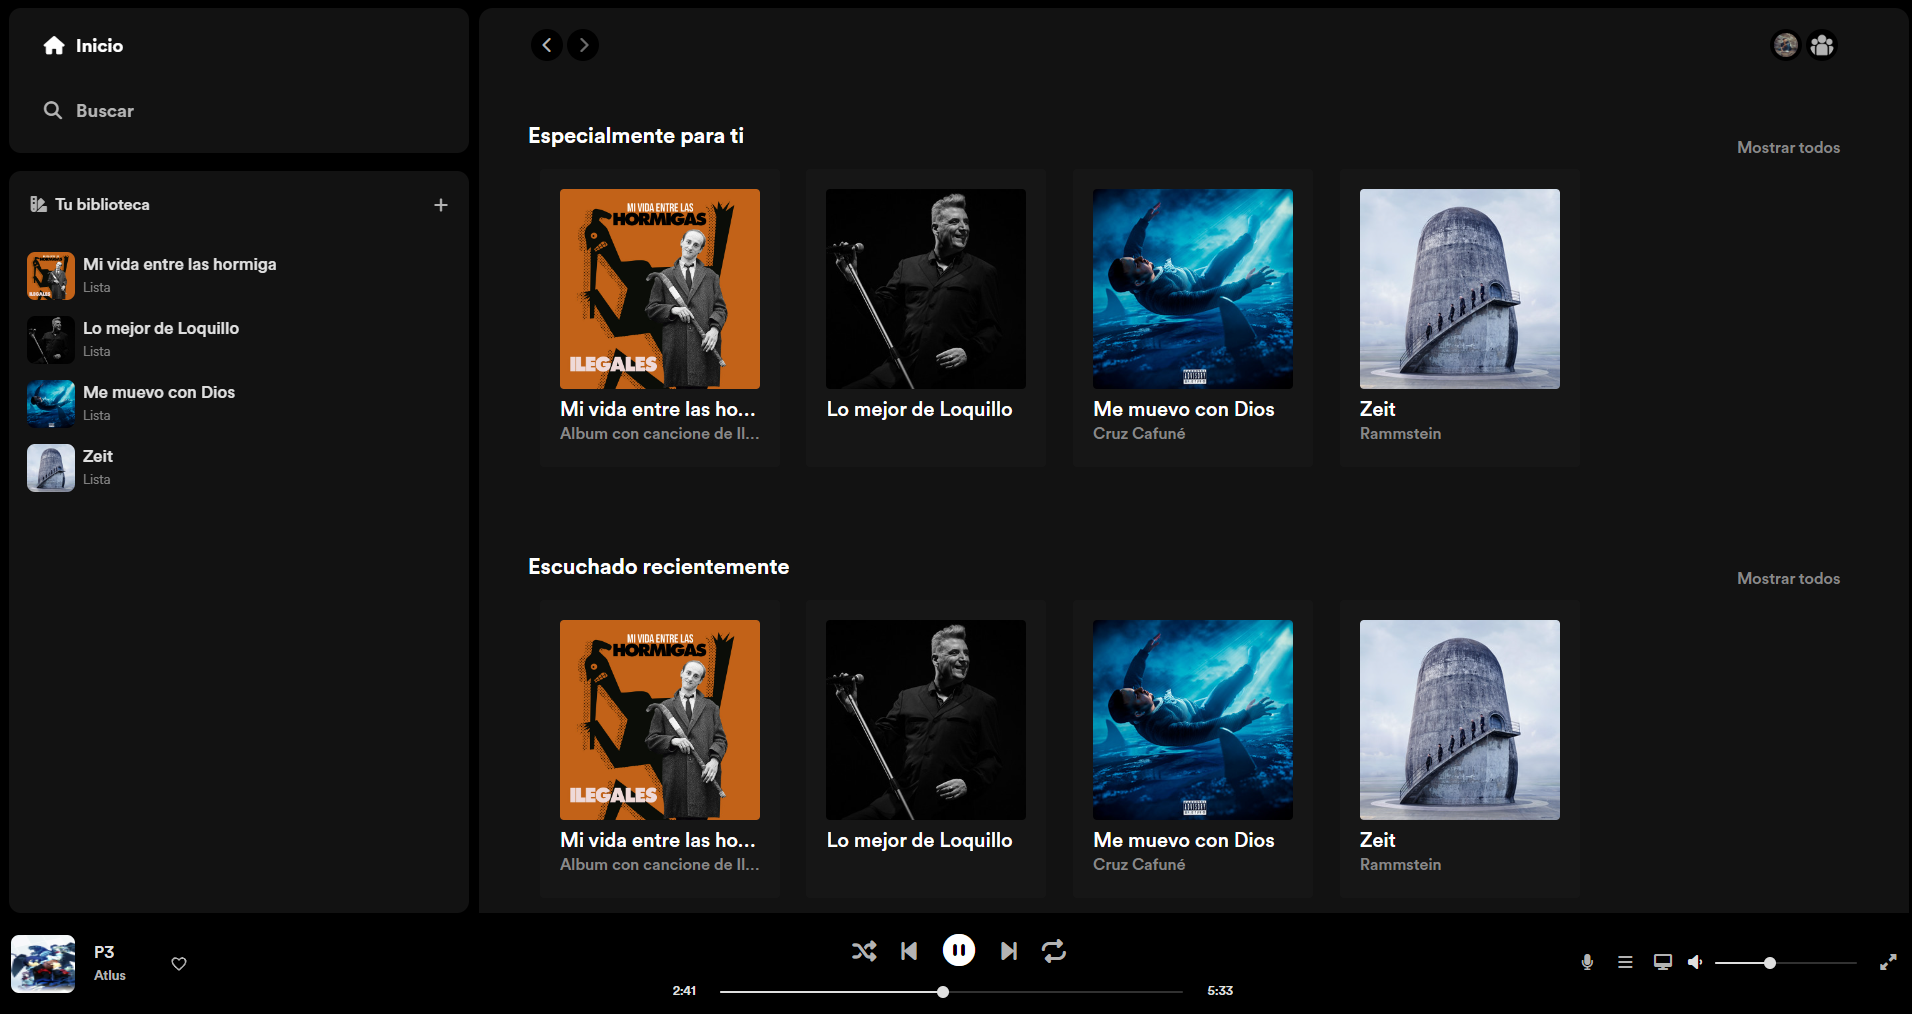 Inicio
Buscar
Tu biblioteca
Mi vida entre las hormiga
Lista
Lo mejor de Loquillo
Lista
Me muevo con Dios
Lista
Zeit
Lista
Especialmente para ti
Mostrar todos
MI VIDA ENTRE LAS
HORMIGAS
ILEGALES
Mi vida entre las ho...
Album con cancione de Il...
Lo mejor de Loquillo
Me muevo con Dios
Cruz Cafuné
Zeit
Rammstein
Escuchado recientemente
Mostrar todos
MI VIDA ENTRE LAS
HORMIGAS
ILEGALES
Mi vida entre las ho...
Album con cancione de Il...
Lo mejor de Loquillo
Me muevo con Dios
Cruz Cafuné
Zeit
Rammstein
P3
Atlus
2:41
5:33